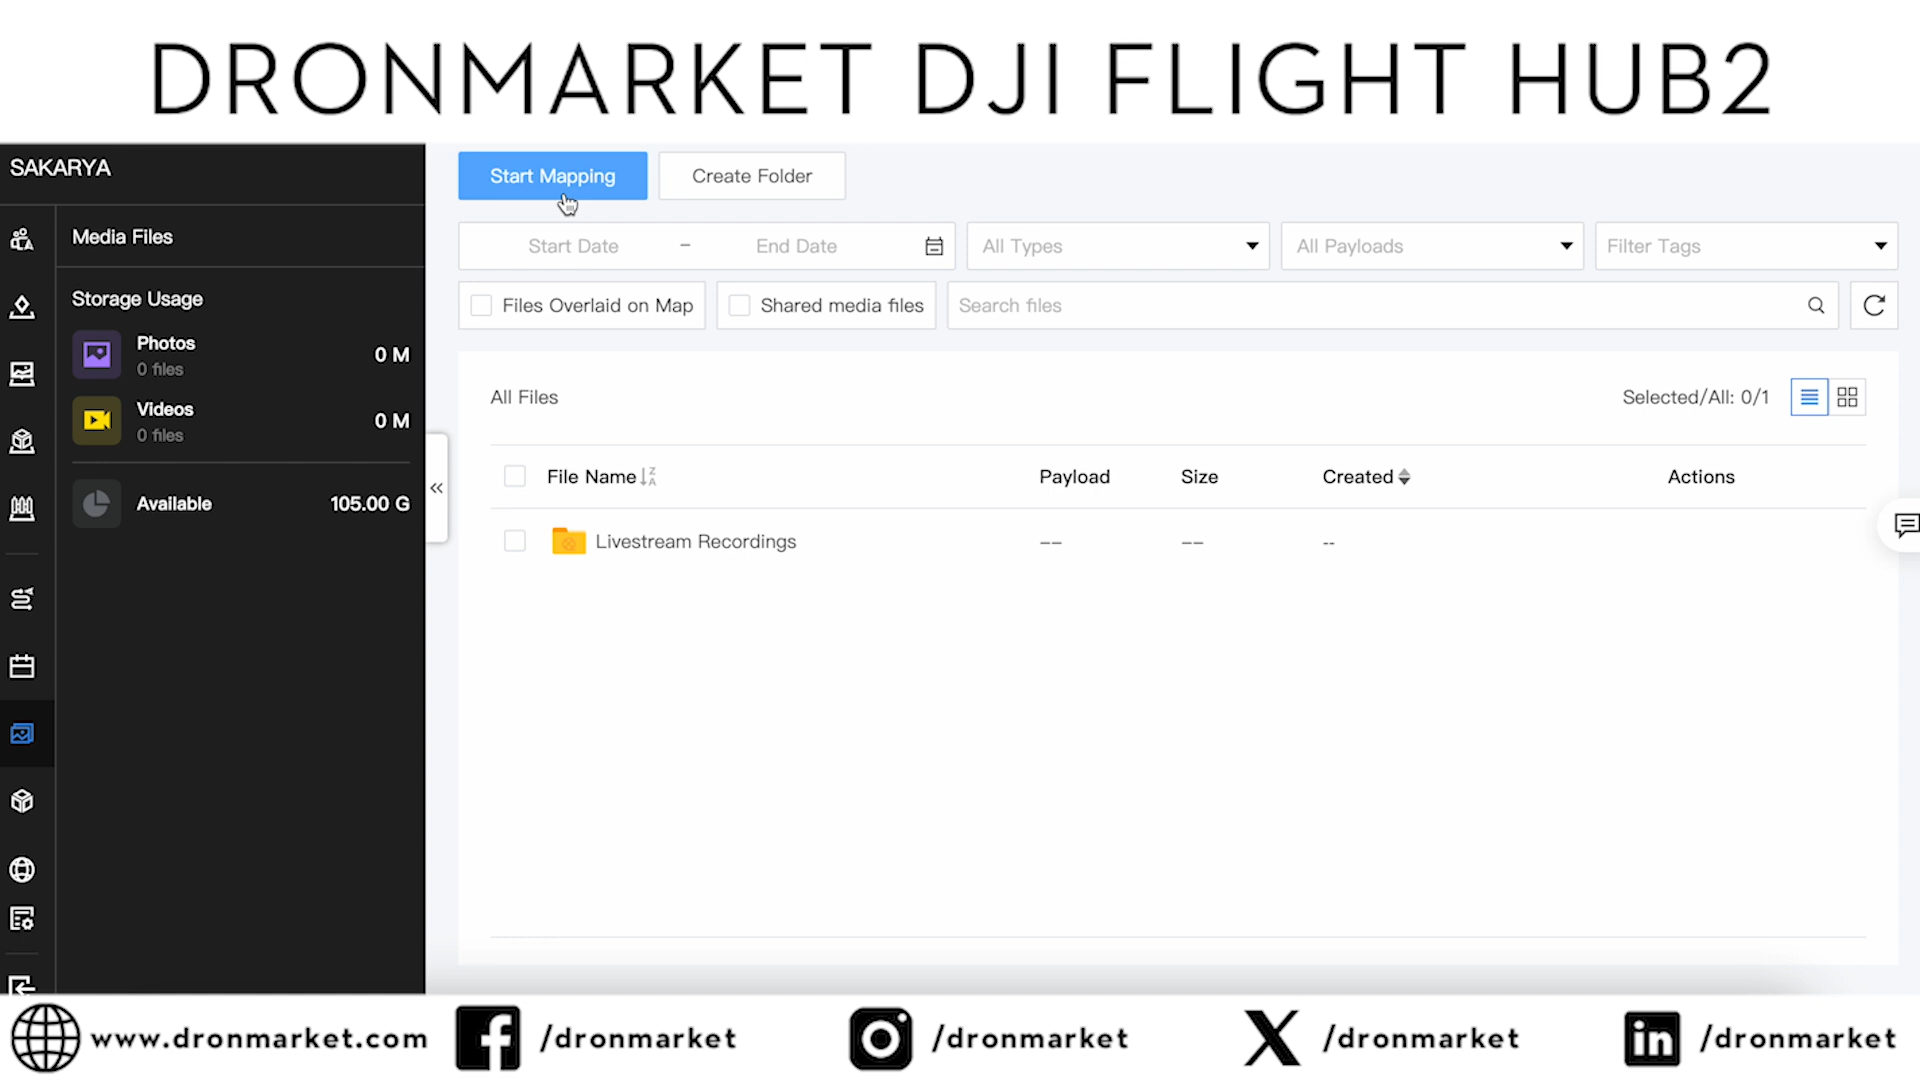 DRONMARKET DJI FLIGHT HUB2
SAKARYA
Start Mapping
Create Folder
Media Files
Start Date – End Date
All Types
All Payloads
Filter Tags
Storage Usage
Files Overlaid on Map
Shared media files
Search files
Photos
0 files
0 M
Videos
0 files
0 M
Available
105.00 G
All Files
Selected/All: 0/1
File Name
Payload
Size
Created
Actions
Livestream Recordings
––
––
--
www.dronmarket.com
/dronmarket
/dronmarket
/dronmarket
/dronmarket